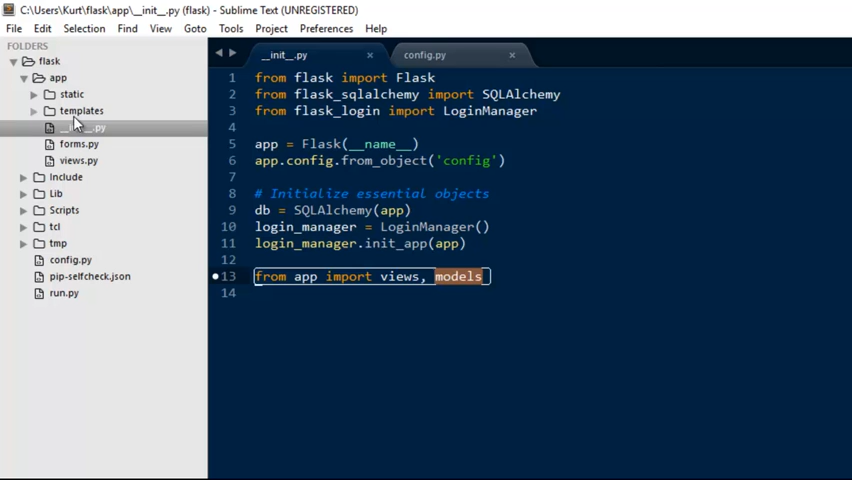 C:\Users\Kurt\flask\app\__init__.py (flask) - Sublime Text (UNREGISTERED)
File Edit Selection Find View Goto Tools Project Preferences Help
FOLDERS
flask
app
static
templates
__init__.py
forms.py
views.py
Include
Lib
Scripts
tcl
tmp
config.py
pip-selfcheck.json
run.py
__init__.py × config.py ×
1 from flask import Flask
2 from flask_sqlalchemy import SQLAlchemy
3 from flask_login import LoginManager
4
5 app = Flask(__name__)
6 app.config.from_object('config')
7
8 # Initialize essential objects
9 db = SQLAlchemy(app)
10 login_manager = LoginManager()
11 login_manager.init_app(app)
12
13 from app import views, models
14